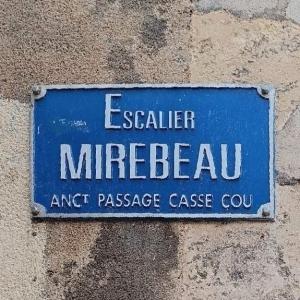 Escalier
MIREBEAU
ANCT PASSAGE CASSE COU